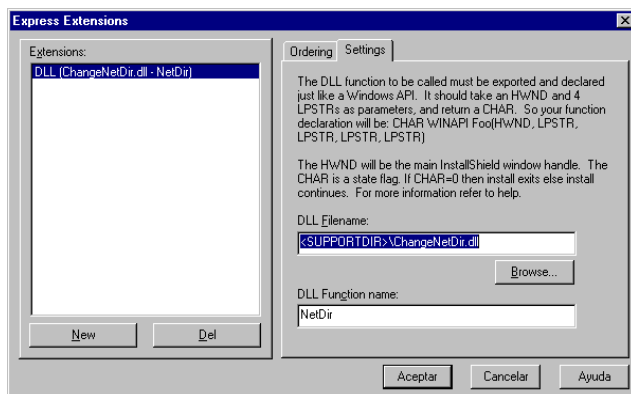 Express Extensions
Extensions:
DLL (ChangeNetDir.dll - NetDir)
New
Del
Ordering
Settings
The DLL function to be called must be exported and declared
just like a Windows API. It should take an HWND and 4
LPSTRs as parameters, and return a CHAR. So your function
declaration will be: CHAR WINAPI Foo(HWND, LPSTR,
LPSTR, LPSTR, LPSTR)
The HWND will be the main InstallShield window handle. The
CHAR is a state flag. If CHAR=0 then install exits else install
continues. For more information refer to help.
DLL Filename:
<SUPPORTDIR>\ChangeNetDir.dll
Browse...
DLL Function name:
NetDir
Aceptar
Cancelar
Ayuda